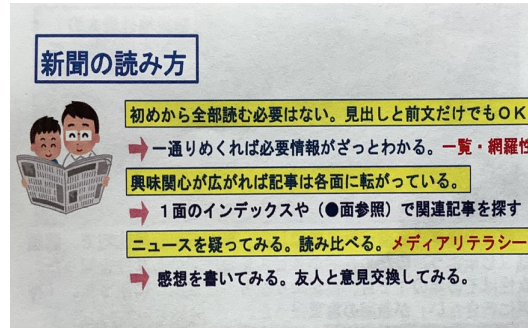 新聞の読み方
初めから全部読む必要はない。見出しと前文だけでもOK
一通りめくれば必要情報がざっとわかる。一覧・網羅性
興味関心が広がれば記事は各面に転がっている。
1面のインデックスや(●面参照)で関連記事を探す
ニュースを疑ってみる。読み比べる。メディアリテラシー
感想を書いてみる。友人と意見交換してみる。